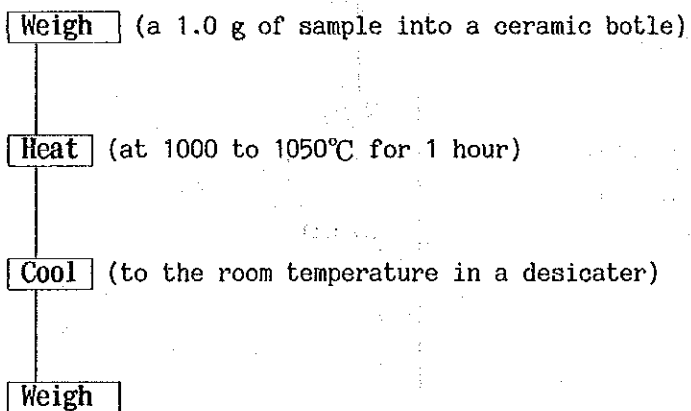 Weigh (a 1.0 g of sample into a ceramic botle)
Heat (at 1000 to 1050℃ for 1 hour)
Cool (to the room temperature in a desicater)
Weigh